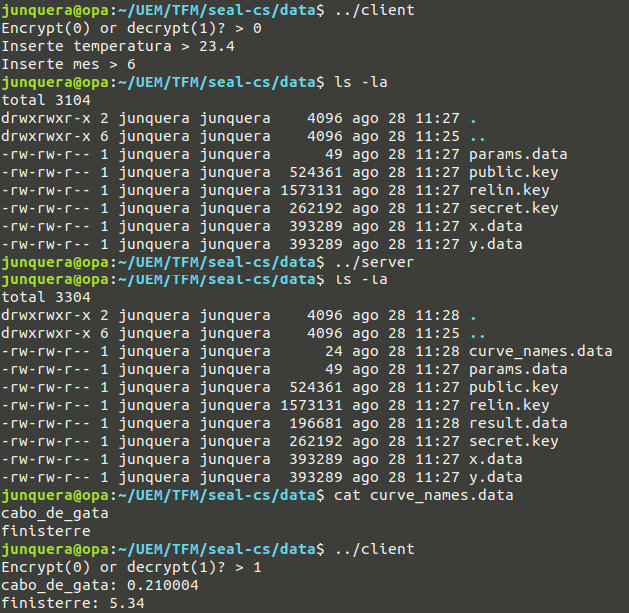 junquera@opa:~/UEM/TFM/seal-cs/data$ ../client
Encrypt(0) or decrypt(1)? > 0
Inserte temperatura > 23.4
Inserte mes > 6
junquera@opa:~/UEM/TFM/seal-cs/data$ ls -la
total 3104
drwxrwxr-x 2 junquera junquera    4096 ago 28 11:27 .
drwxrwxr-x 6 junquera junquera    4096 ago 28 11:25 ..
-rw-rw-r-- 1 junquera junquera      49 ago 28 11:27 params.data
-rw-rw-r-- 1 junquera junquera  524361 ago 28 11:27 public.key
-rw-rw-r-- 1 junquera junquera 1573131 ago 28 11:27 relin.key
-rw-rw-r-- 1 junquera junquera  262192 ago 28 11:27 secret.key
-rw-rw-r-- 1 junquera junquera  393289 ago 28 11:27 x.data
-rw-rw-r-- 1 junquera junquera  393289 ago 28 11:27 y.data
junquera@opa:~/UEM/TFM/seal-cs/data$ ../server
junquera@opa:~/UEM/TFM/seal-cs/data$ ls -la
total 3304
drwxrwxr-x 2 junquera junquera    4096 ago 28 11:28 .
drwxrwxr-x 6 junquera junquera    4096 ago 28 11:25 ..
-rw-rw-r-- 1 junquera junquera      24 ago 28 11:28 curve_names.data
-rw-rw-r-- 1 junquera junquera      49 ago 28 11:27 params.data
-rw-rw-r-- 1 junquera junquera  524361 ago 28 11:27 public.key
-rw-rw-r-- 1 junquera junquera 1573131 ago 28 11:27 relin.key
-rw-rw-r-- 1 junquera junquera  196681 ago 28 11:28 result.data
-rw-rw-r-- 1 junquera junquera  262192 ago 28 11:27 secret.key
-rw-rw-r-- 1 junquera junquera  393289 ago 28 11:27 x.data
-rw-rw-r-- 1 junquera junquera  393289 ago 28 11:27 y.data
junquera@opa:~/UEM/TFM/seal-cs/data$ cat curve_names.data
cabo_de_gata
finisterre
junquera@opa:~/UEM/TFM/seal-cs/data$ ../client
Encrypt(0) or decrypt(1)? > 1
cabo_de_gata: 0.210004
finisterre: 5.34